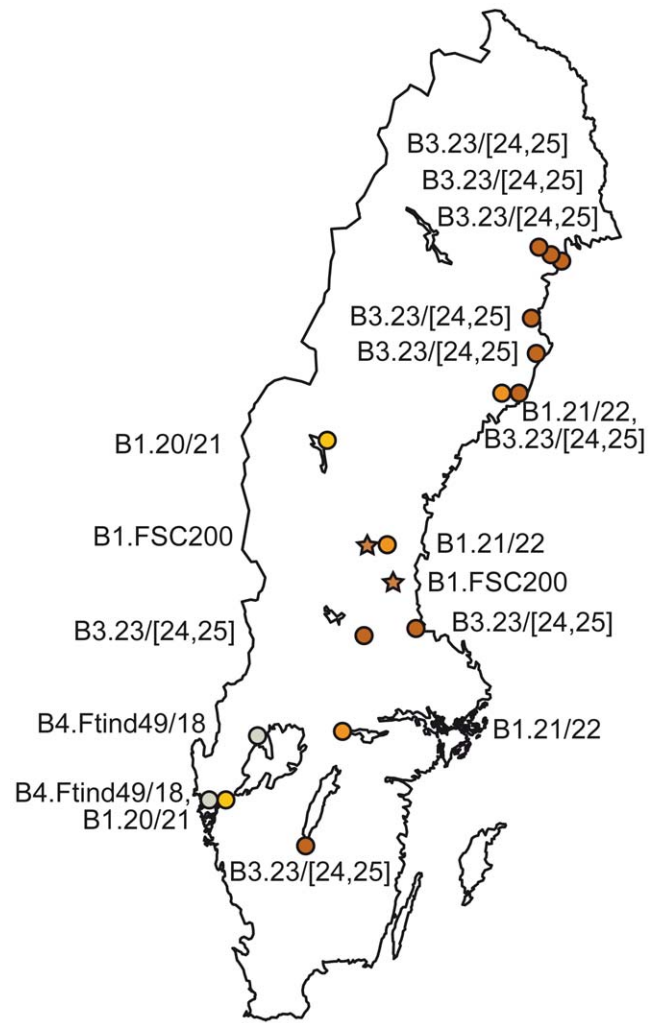 B3.23/[24,25]
B3.23/[24,25]
B3.23/[24,25]
B3.23/[24,25]
B3.23/[24,25]
B1.21/22,
B3.23/[24,25]
B1.20/21
B1.FSC200
B1.21/22
B1.FSC200
B3.23/[24,25]
B3.23/[24,25]
B4.Ftind49/18
B1.21/22
B4.Ftind49/18,
B1.20/21
B3.23/[24,25]